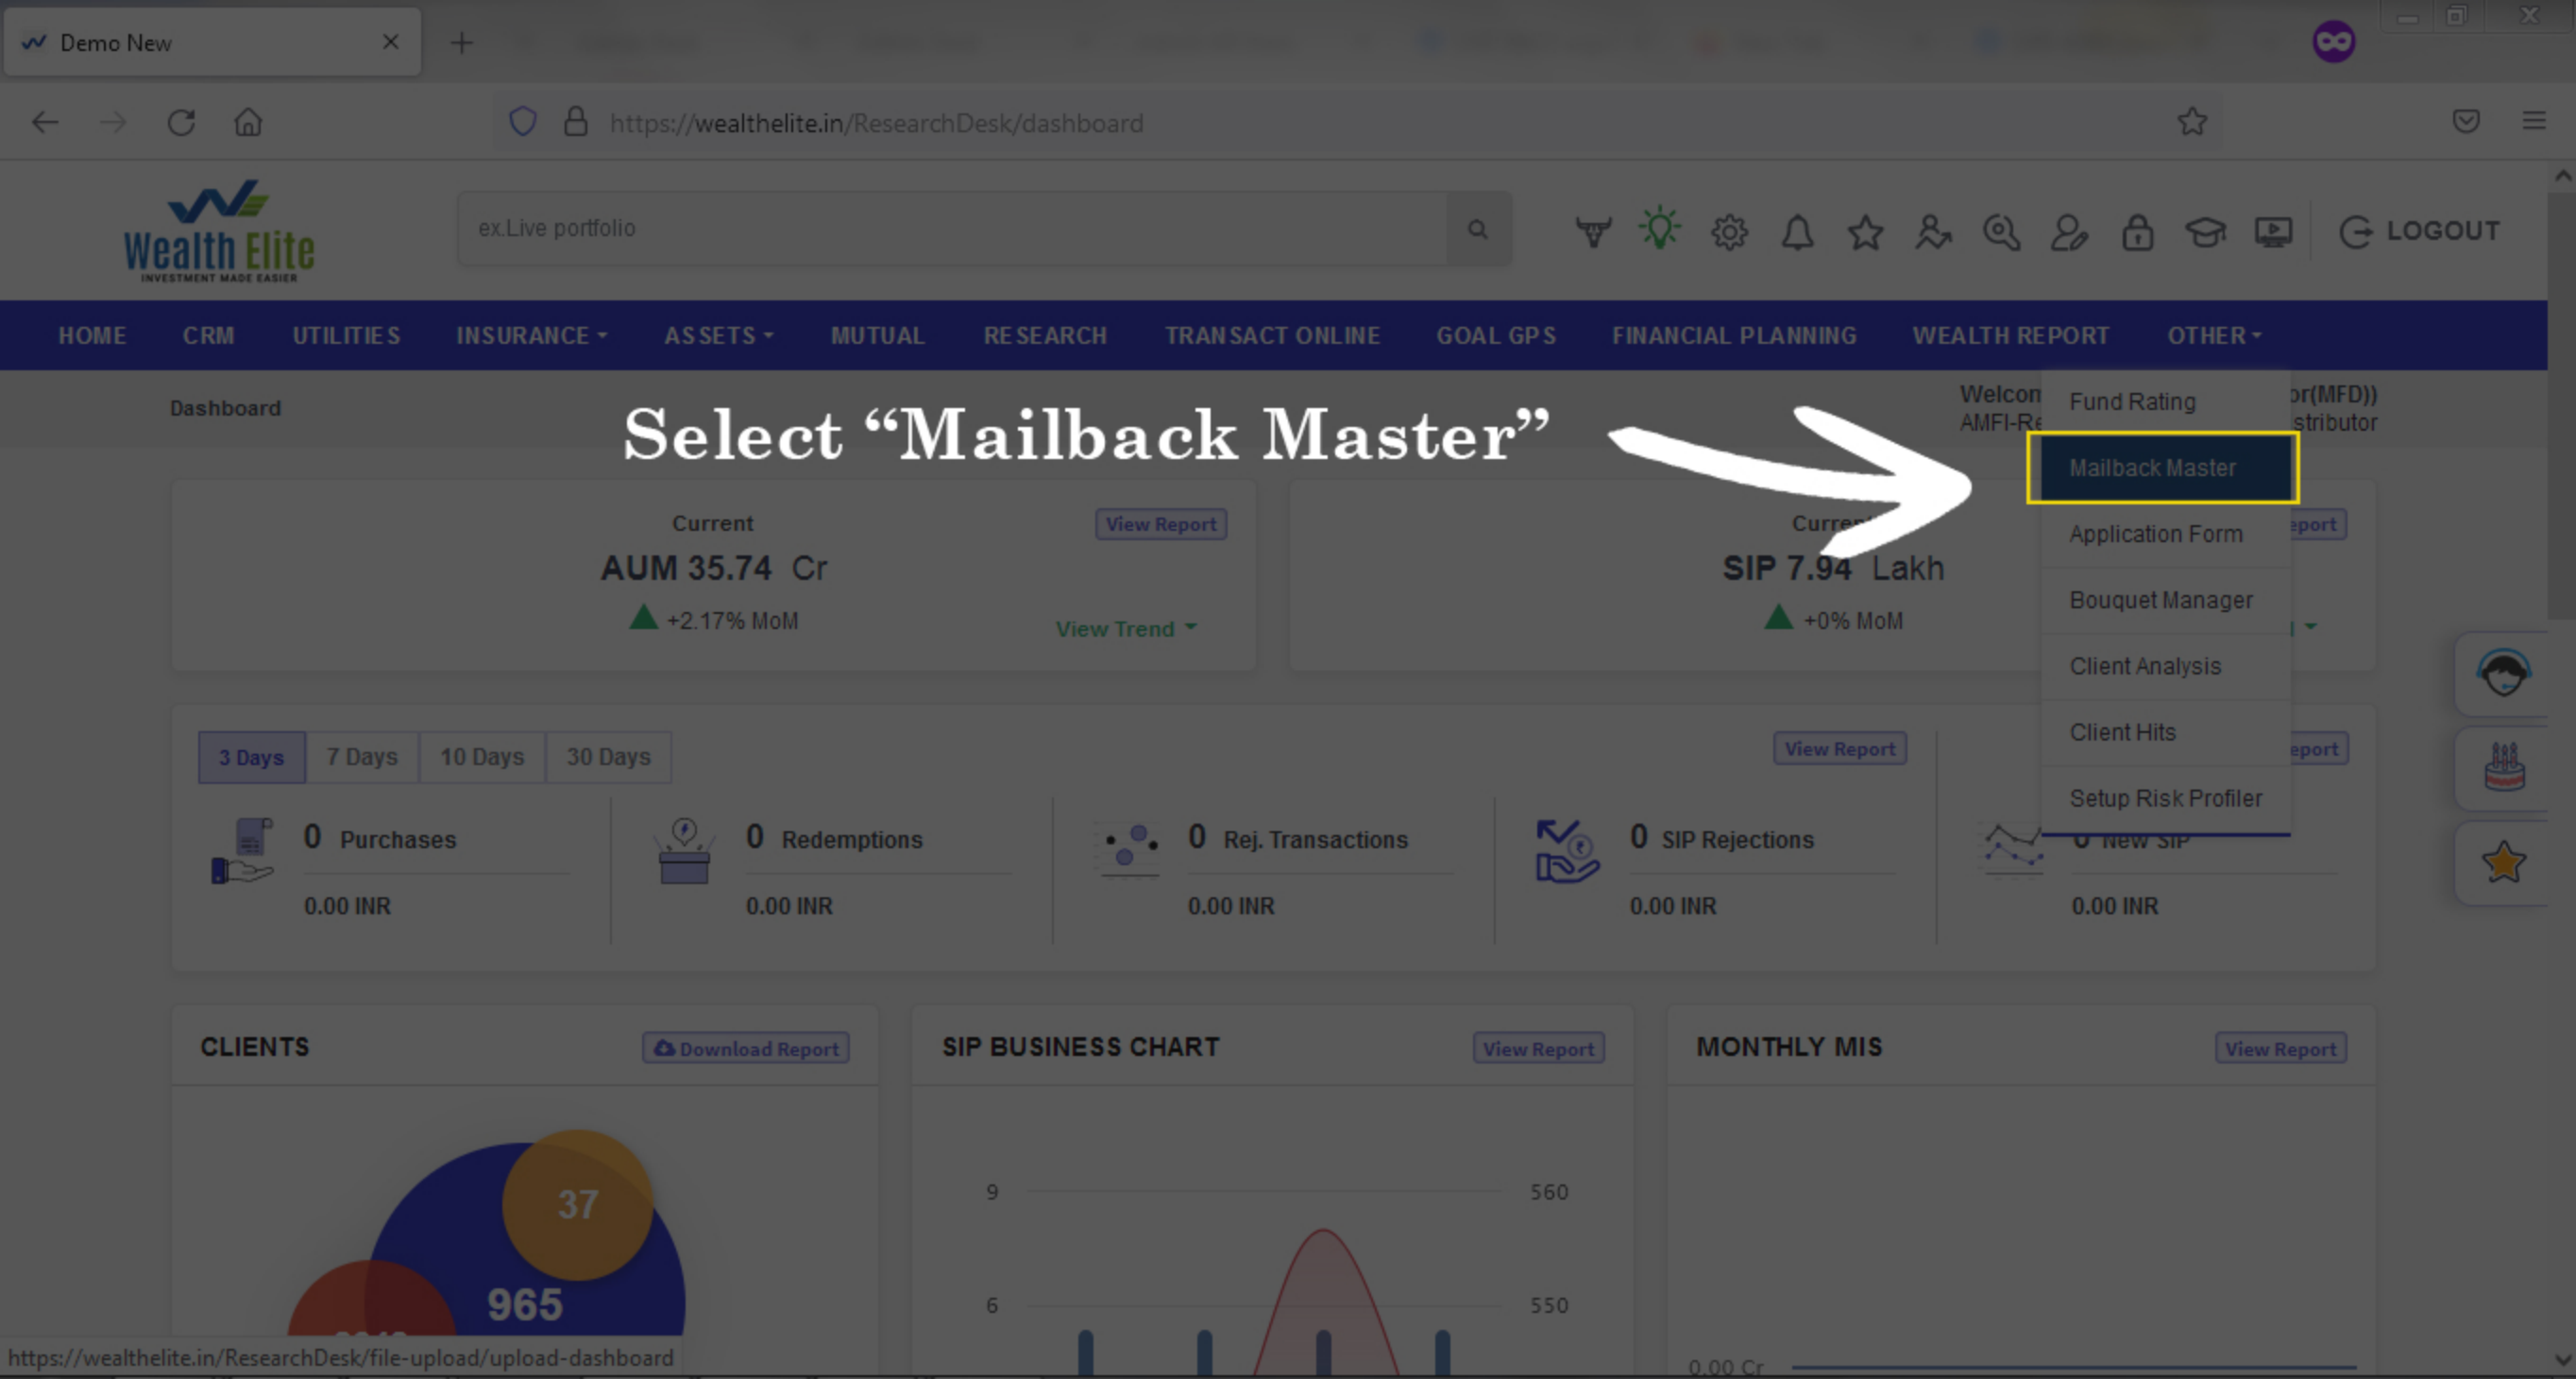 Demo New
https://wealthelite.in/ResearchDesk/dashboard
Wealth Elite
INVESTMENT MADE EASIER
ex.Live portfolio
LOGOUT
HOME CRM UTILITIES INSURANCE ASSETS MUTUAL RESEARCH TRANSACT ONLINE GOAL GPS FINANCIAL PLANNING WEALTH REPORT OTHER
Dashboard
or(MFD))
stributor
Select “Mailback Master”
Fund Rating
Mailback Master
Application Form
Bouquet Manager
Client Analysis
Client Hits
Setup Risk Profiler
Current
View Report
AUM 35.74 Cr
+2.17% MoM
View Trend
SIP 7.94 Lakh
+0% MoM
3 Days 7 Days 10 Days 30 Days
View Report
0 Purchases
0.00 INR
0 Redemptions
0.00 INR
0 Rej. Transactions
0.00 INR
0 SIP Rejections
0.00 INR
0 New SIP
0.00 INR
CLIENTS
Download Report
37
965
SIP BUSINESS CHART
View Report
9 560
6 550
MONTHLY MIS
View Report
0.00 Cr
https://wealthelite.in/ResearchDesk/file-upload/upload-dashboard